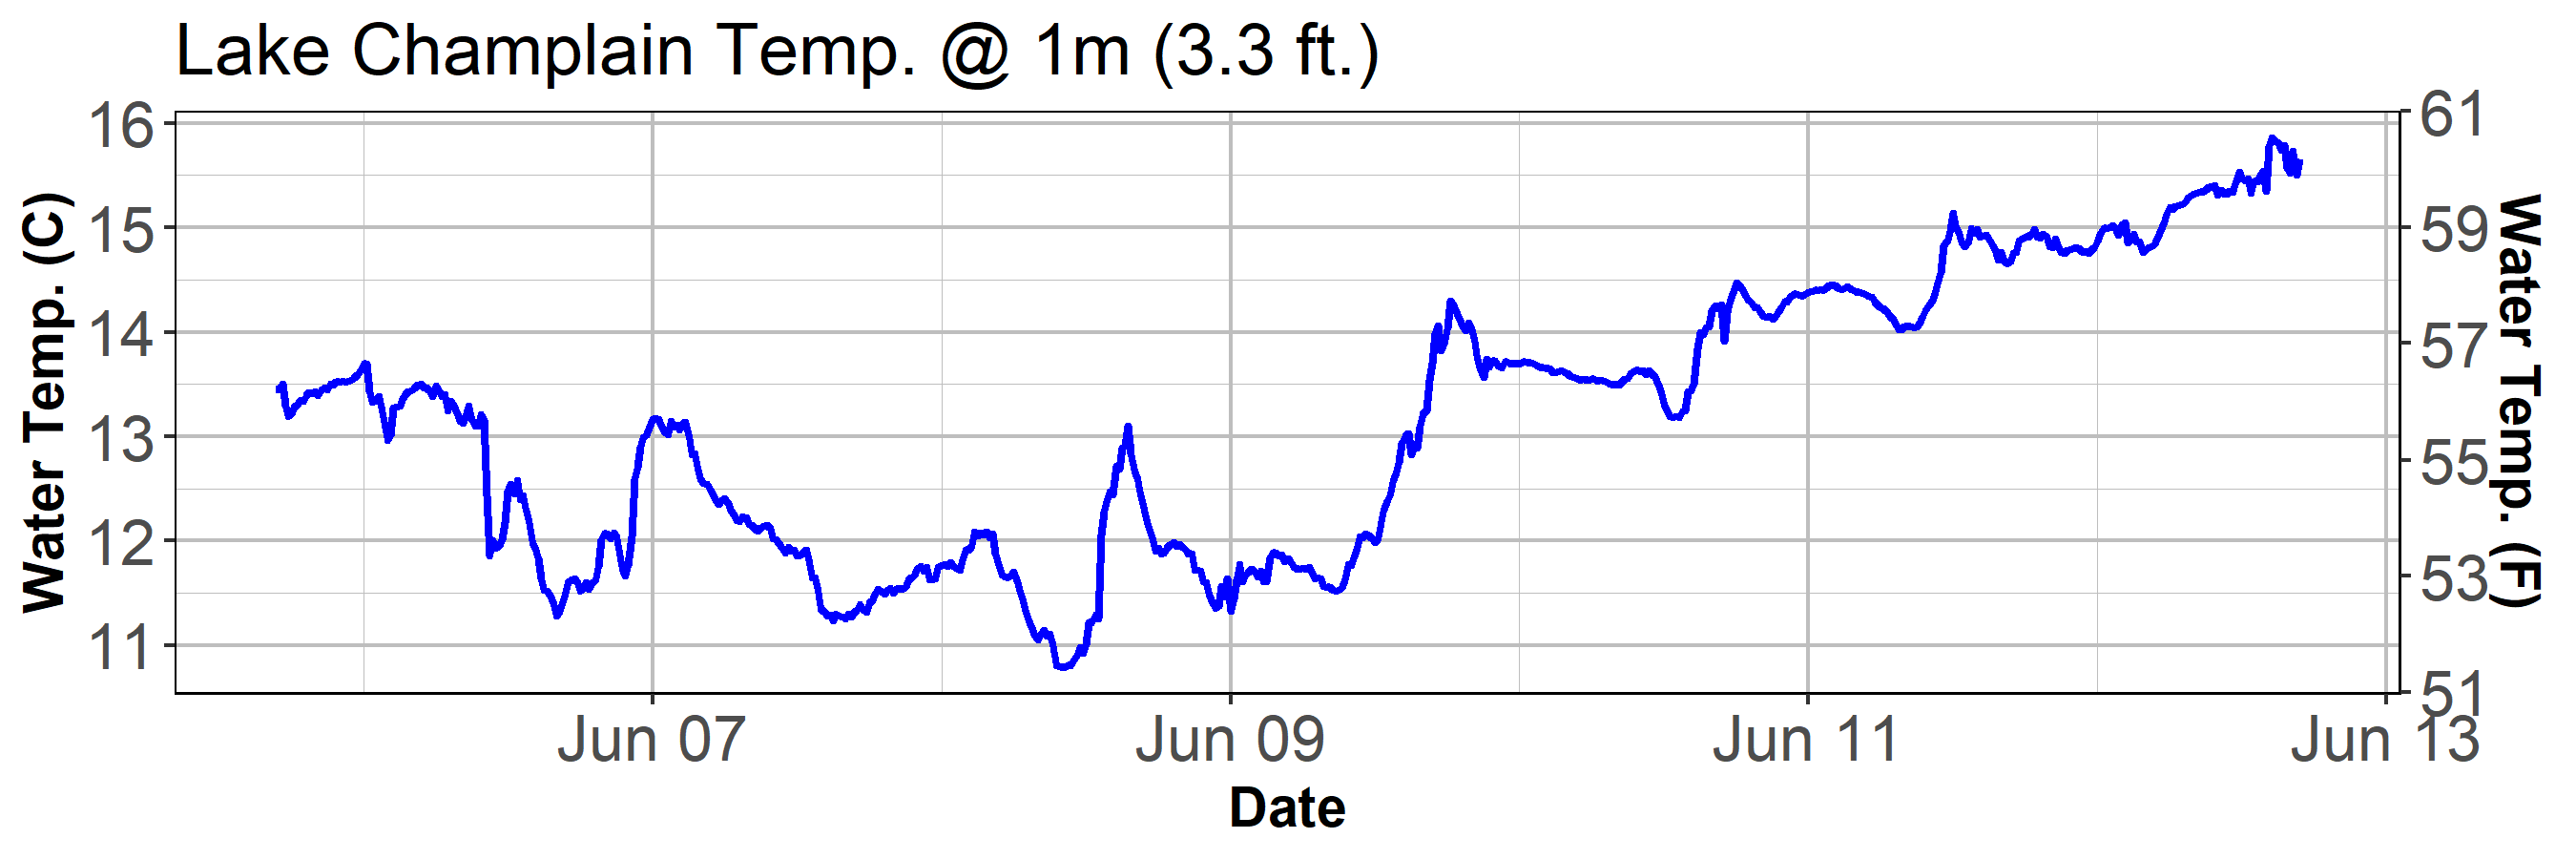 Lake Champlain Temp. @ 1m (3.3 ft.)
Water Temp. (C)
16
15
14
13
12
11
61
59
57
55
53
51
Water Temp. (F)
Jun 07
Jun 09
Jun 11
Jun 13
Date